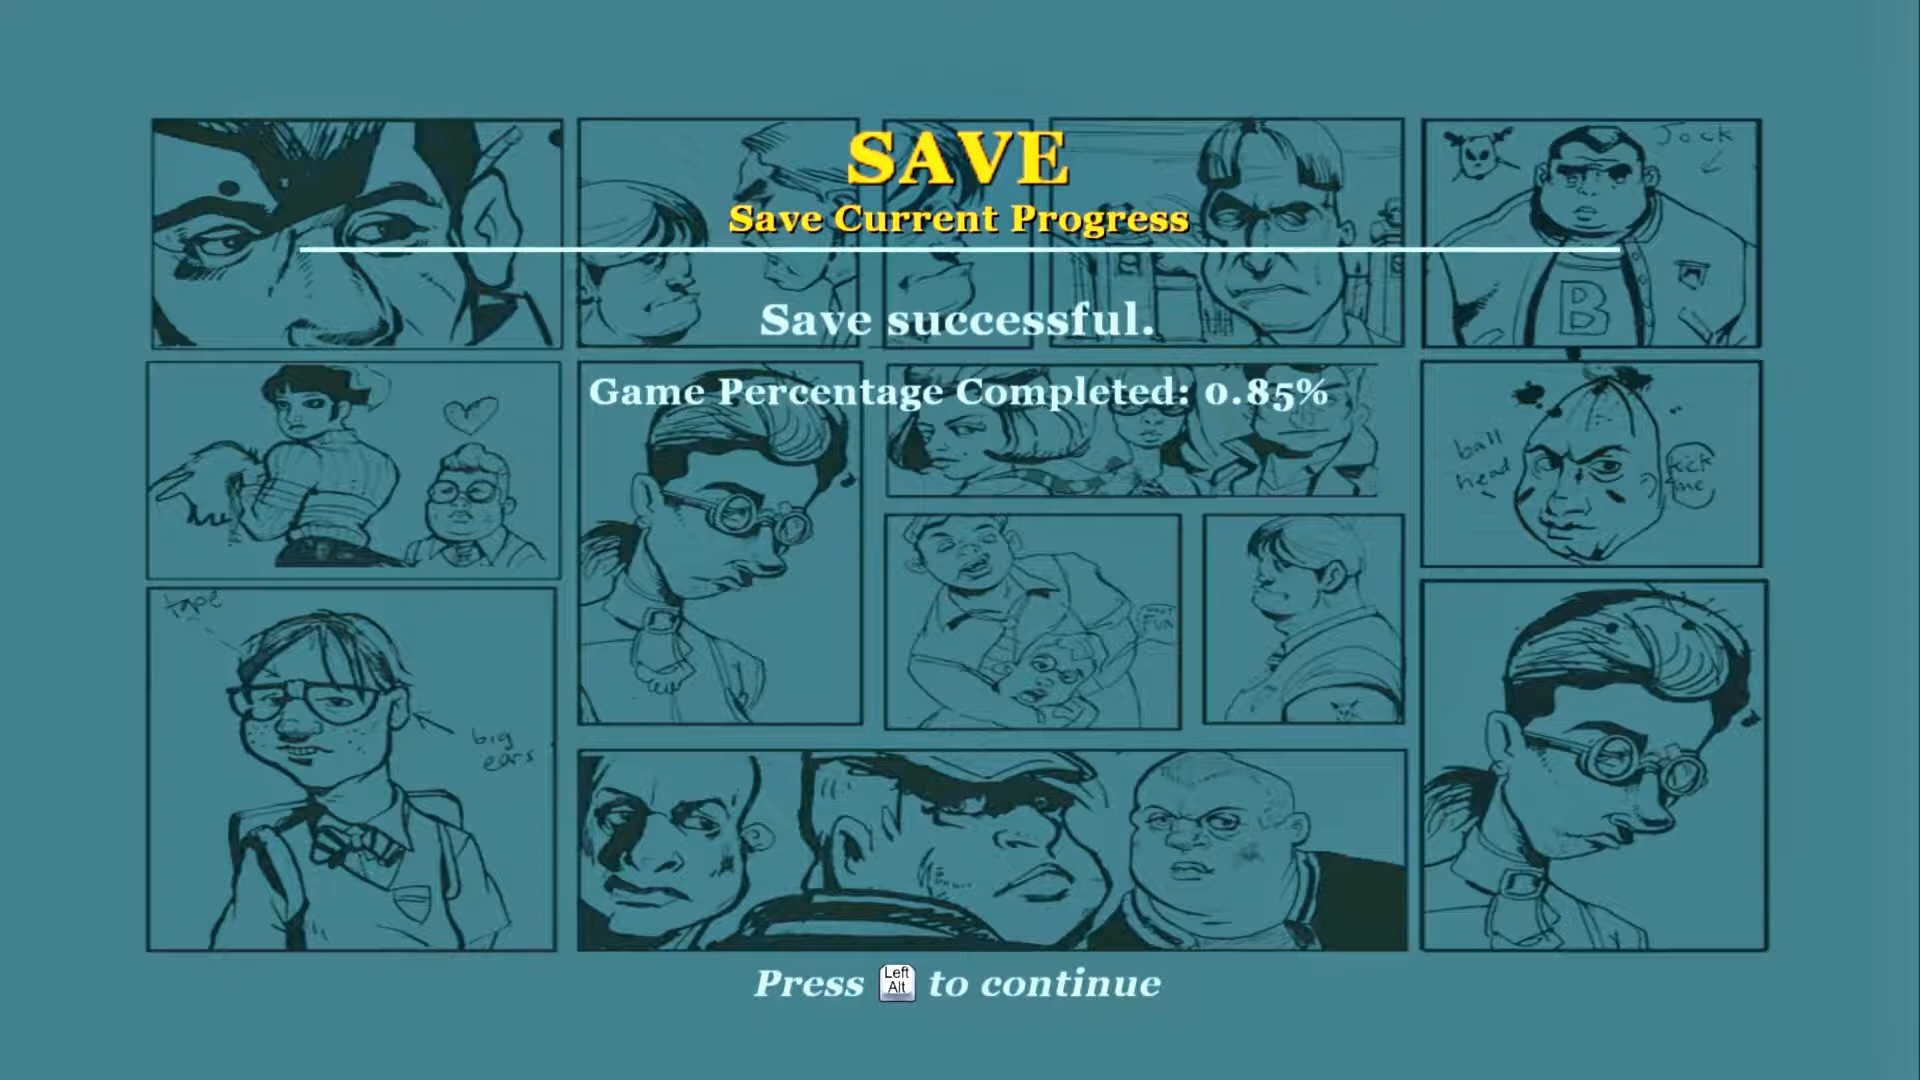 SAVE
Save Current Progress
Save successful.
Game Percentage Completed: 0.85%
Jock
B
ball
head
kick
me
tape
big
ears
FUN
Press Left Alt to continue